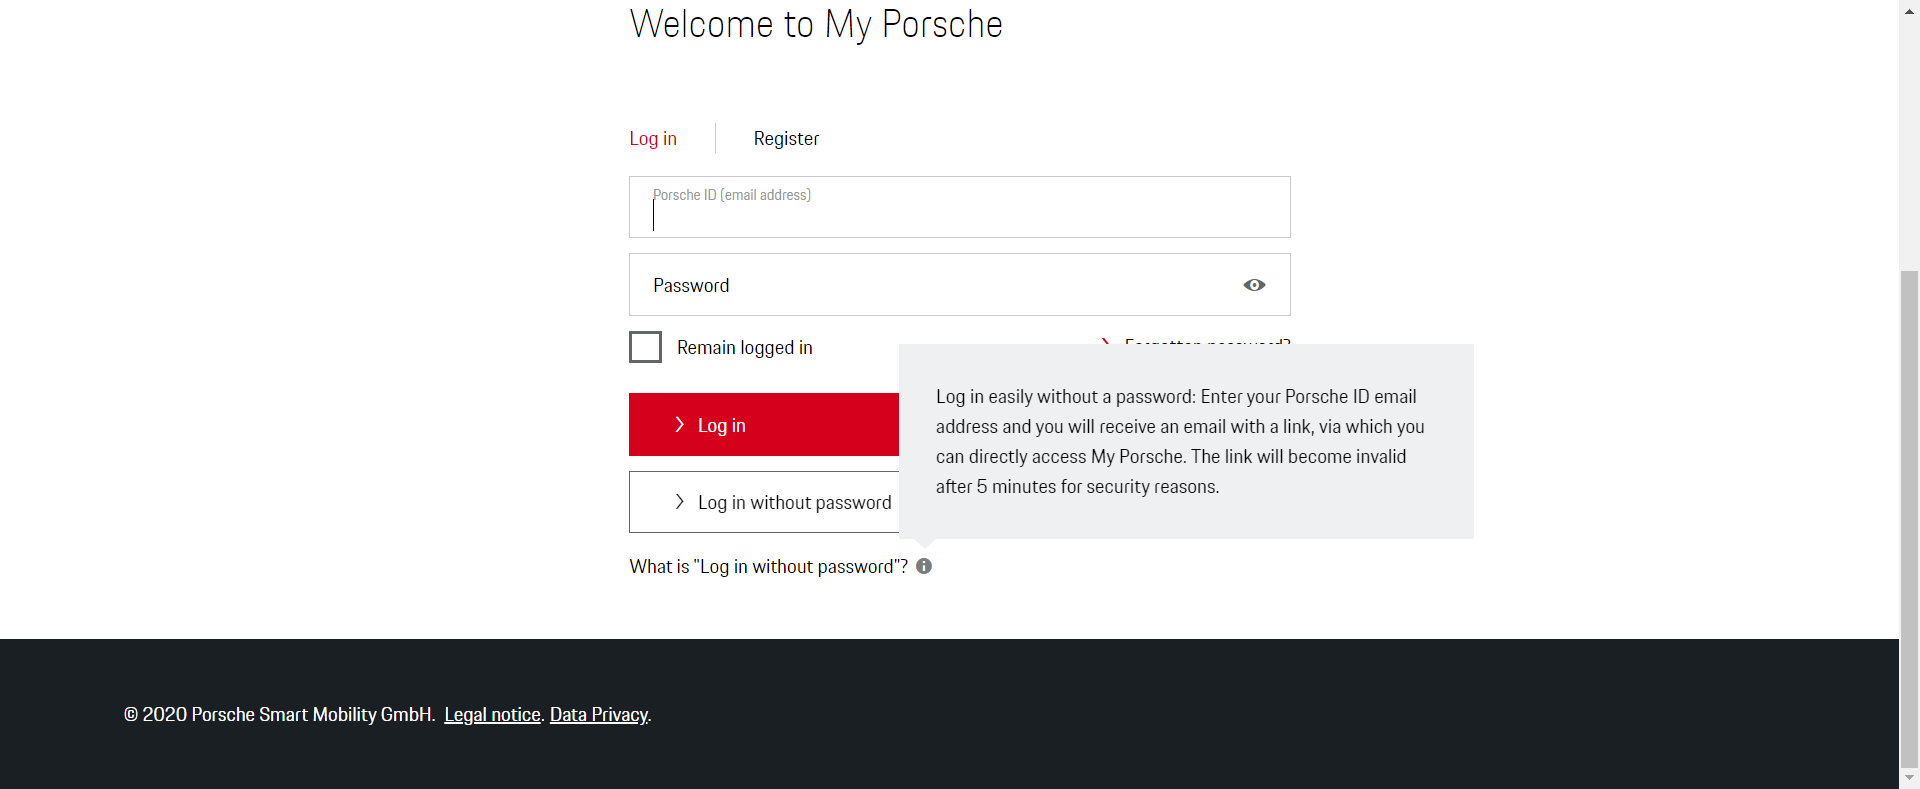 Welcome to My Porsche
Log in
Register
Porsche ID (email address)
Password
Remain logged in
Forgotten password?
Log in
Log in without password
Log in easily without a password: Enter your Porsche ID email
address and you will receive an email with a link, via which you
can directly access My Porsche. The link will become invalid
after 5 minutes for security reasons.
What is "Log in without password"?
© 2020 Porsche Smart Mobility GmbH. Legal notice. Data Privacy.